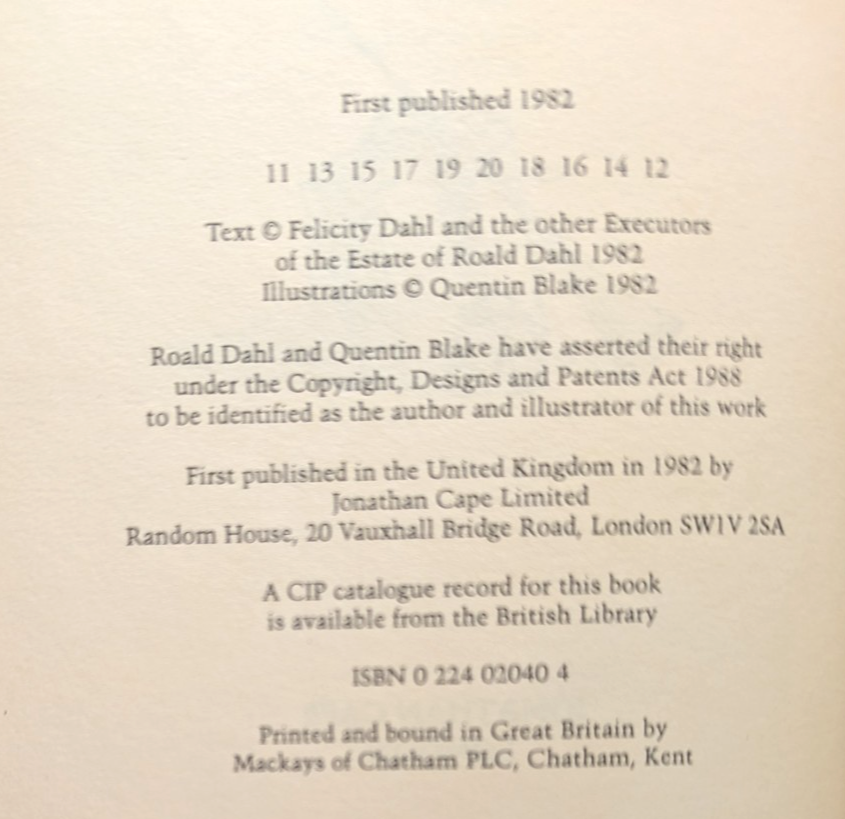 First published 1982
11 13 15 17 19 20 18 16 14 12
Text © Felicity Dahl and the other Executors
of the Estate of Roald Dahl 1982
Illustrations © Quentin Blake 1982
Roald Dahl and Quentin Blake have asserted their right
under the Copyright, Designs and Patents Act 1988
to be identified as the author and illustrator of this work
First published in the United Kingdom in 1982 by
Jonathan Cape Limited
Random House, 20 Vauxhall Bridge Road, London SW1V 2SA
A CIP catalogue record for this book
is available from the British Library
ISBN 0 224 02040 4
Printed and bound in Great Britain by
Mackays of Chatham PLC, Chatham, Kent